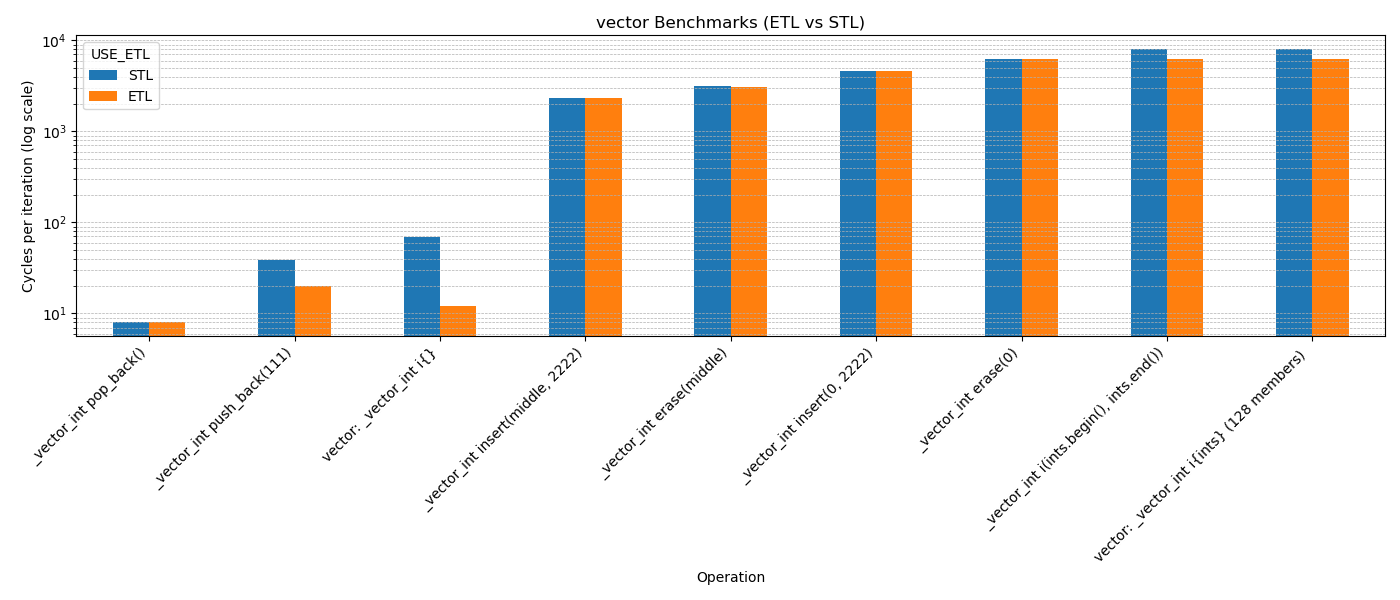 vector Benchmarks (ETL vs STL)
USE_ETL
STL
ETL
Cycles per iteration (log scale)
10⁴
10³
10²
10¹
_vector_int pop_back()
_vector_int push_back(111)
vector: _vector_int i{}
_vector_int insert(middle, 2222)
_vector_int erase(middle)
_vector_int insert(0, 2222)
_vector_int erase(0)
_vector_int i(ints.begin(), ints.end())
vector: _vector_int i{ints} (128 members)
Operation